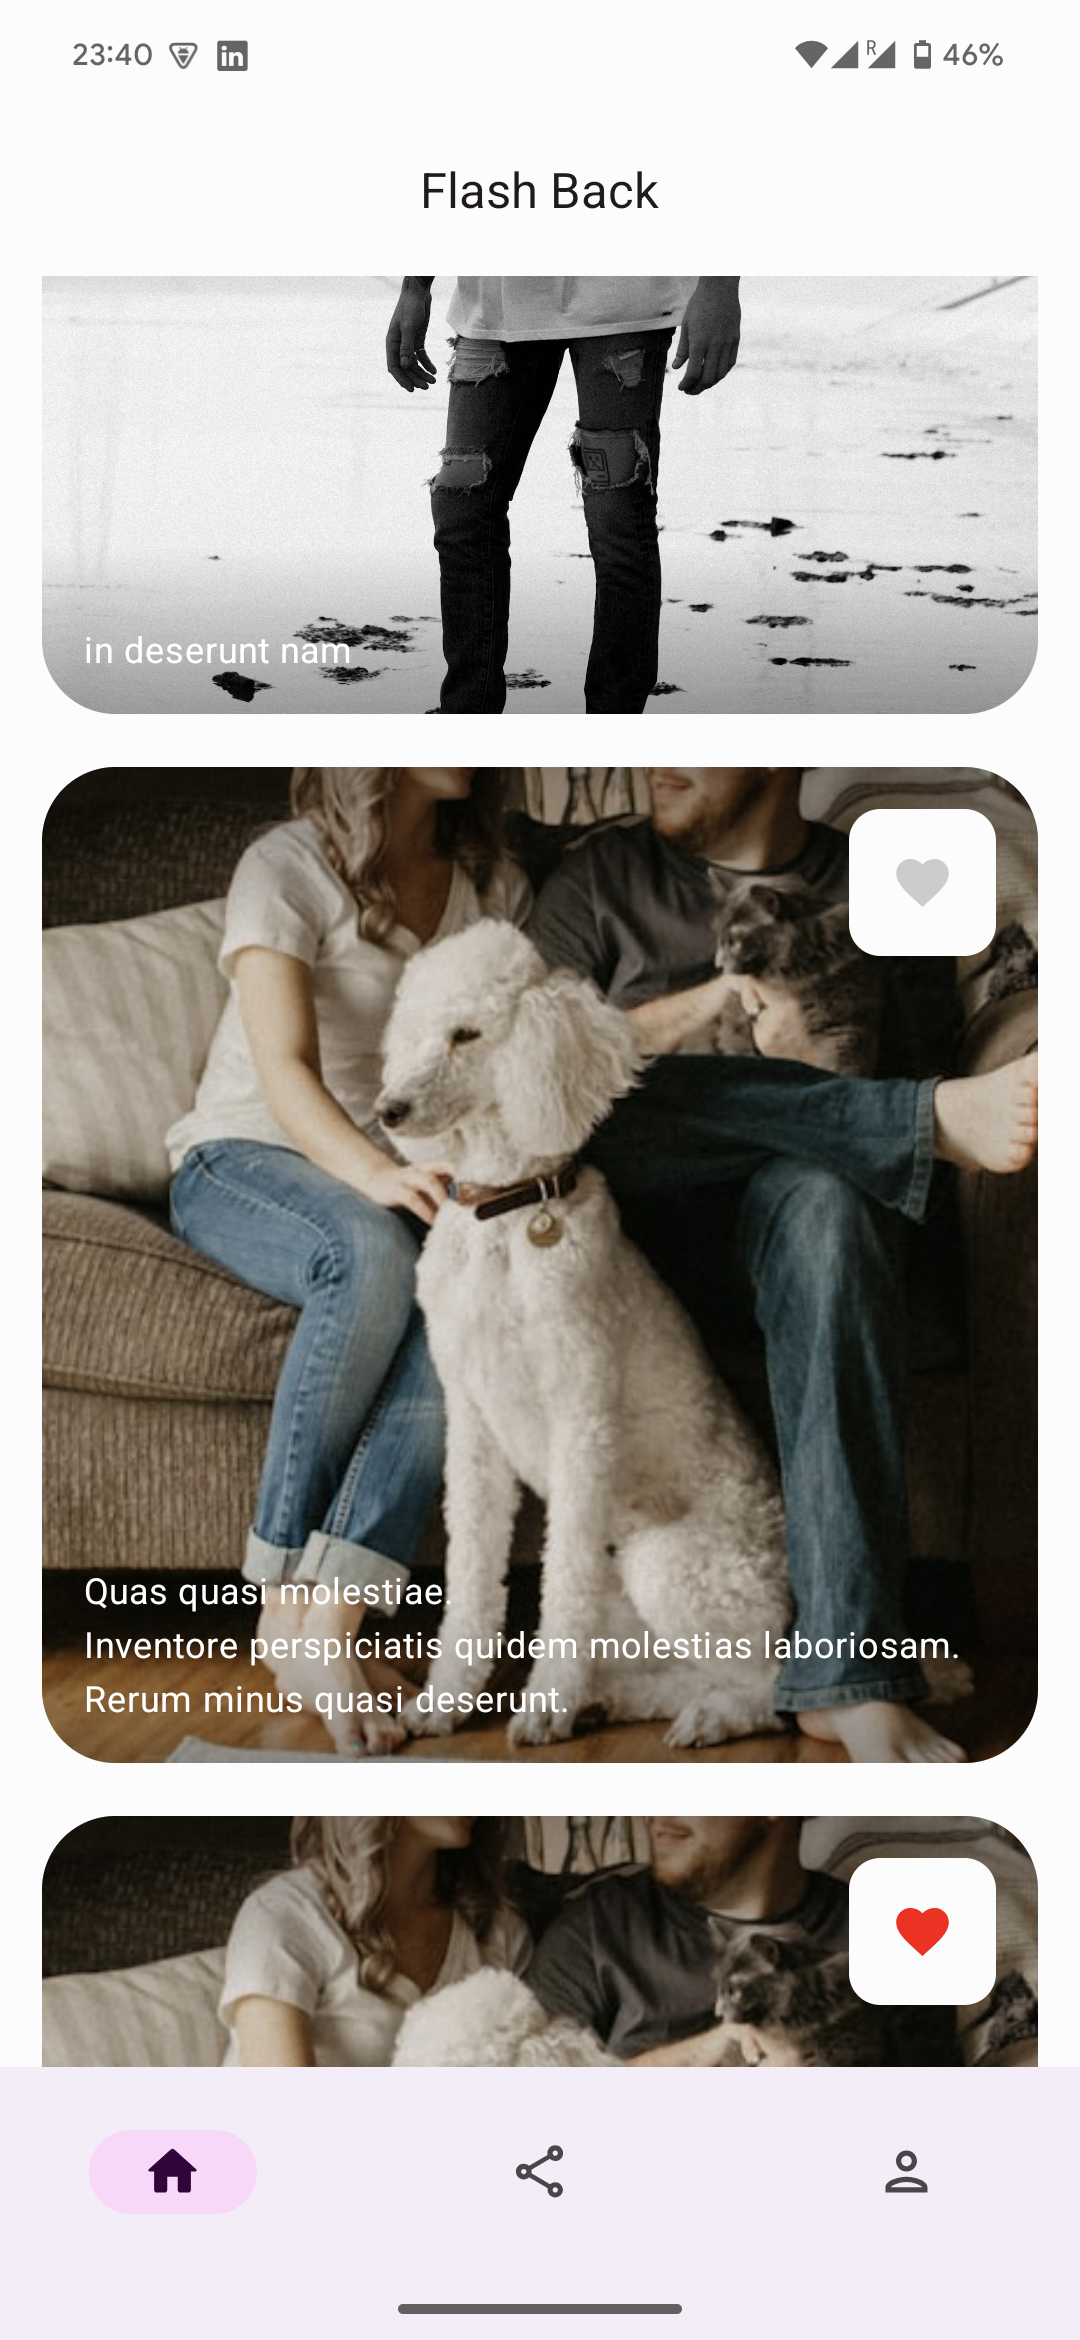 23:40
R
46%
Flash Back
in deserunt nam
Quas quasi molestiae.
Inventore perspiciatis quidem molestias laboriosam.
Rerum minus quasi deserunt.